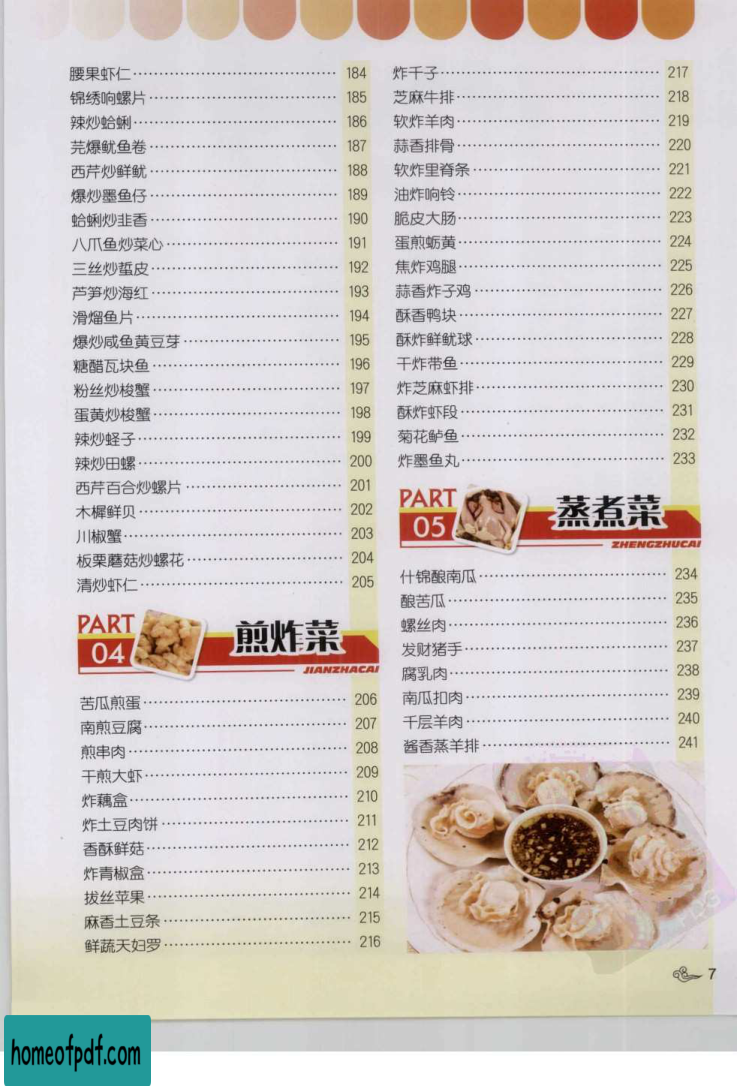 腰果虾仁 184
锦绣响螺片 185
辣炒蛤蜊 186
芫爆鱿鱼卷 187
西芹炒鲜鱿 188
爆炒墨鱼仔 189
蛤蜊炒韭香 190
八爪鱼炒菜心 191
三丝炒蜇皮 192
芦笋炒海红 193
滑熘鱼片 194
爆炒咸鱼黄豆芽 195
糖醋瓦块鱼 196
粉丝炒梭蟹 197
蛋黄炒梭蟹 198
辣炒蛏子 199
辣炒田螺 200
西芹百合炒螺片 201
木樨鲜贝 202
川椒蟹 203
板栗蘑菇炒螺花 204
清炒虾仁 205
PART 04 煎炸菜
JIANZHACAI
苦瓜煎蛋 206
南煎豆腐 207
煎串肉 208
干煎大虾 209
炸藕盒 210
炸土豆肉饼 211
香酥鲜菇 212
炸青椒盒 213
拔丝苹果 214
麻香土豆条 215
鲜蔬天妇罗 216
炸千子 217
芝麻牛排 218
软炸羊肉 219
蒜香排骨 220
软炸里脊条 221
油炸响铃 222
脆皮大肠 223
蛋煎蛎黄 224
焦炸鸡腿 225
蒜香炸子鸡 226
酥香鸭块 227
酥炸鲜鱿球 228
干炸带鱼 229
炸芝麻虾排 230
酥炸虾段 231
菊花鲈鱼 232
炸墨鱼丸 233
PART 05 蒸煮菜
ZHENGZHUCAI
什锦酿南瓜 234
酿苦瓜 235
螺丝肉 236
发财猪手 237
腐乳肉 238
南瓜扣肉 239
千层羊肉 240
酱香蒸羊排 241
7
homeofpdf.com